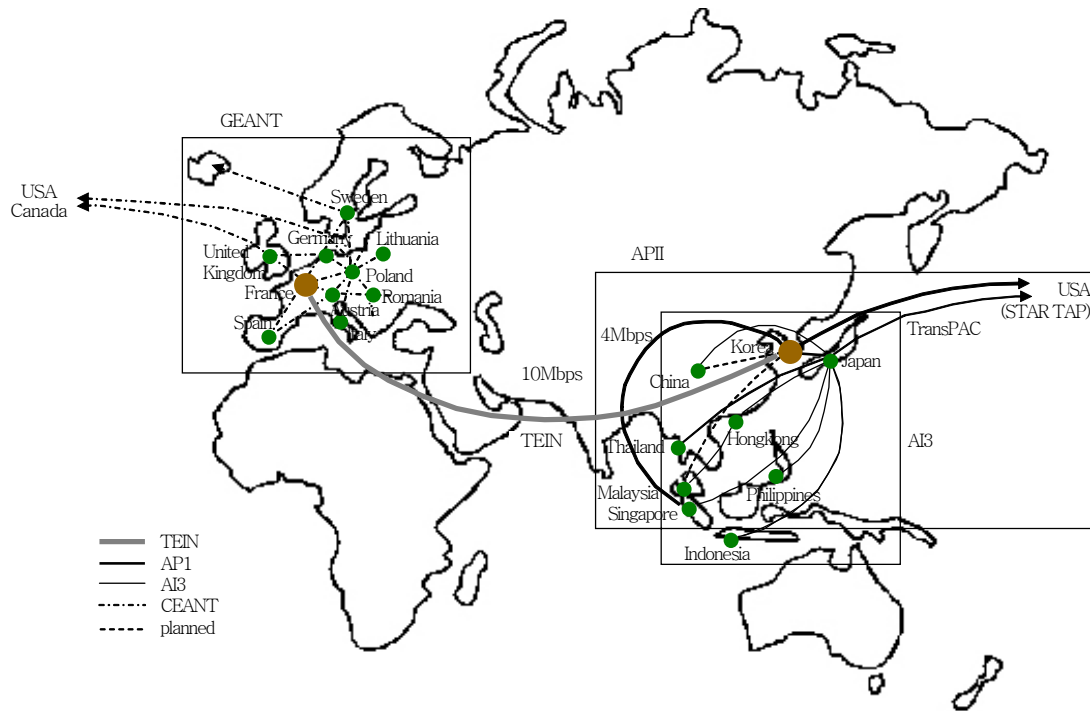 GEANT
USA
Canada
Sweden
Germany
Lithuania
United
Kingdom
Poland
France
Romania
Austria
Spain
Italy
APII
USA
(STAR TAP)
TransPAC
4Mbps
Korea
Japan
China
10Mbps
TEIN
Thailand
Hongkong
AI3
Malaysia
Philippines
Singapore
Indonesia
TEIN
AP1
AI3
CEANT
planned